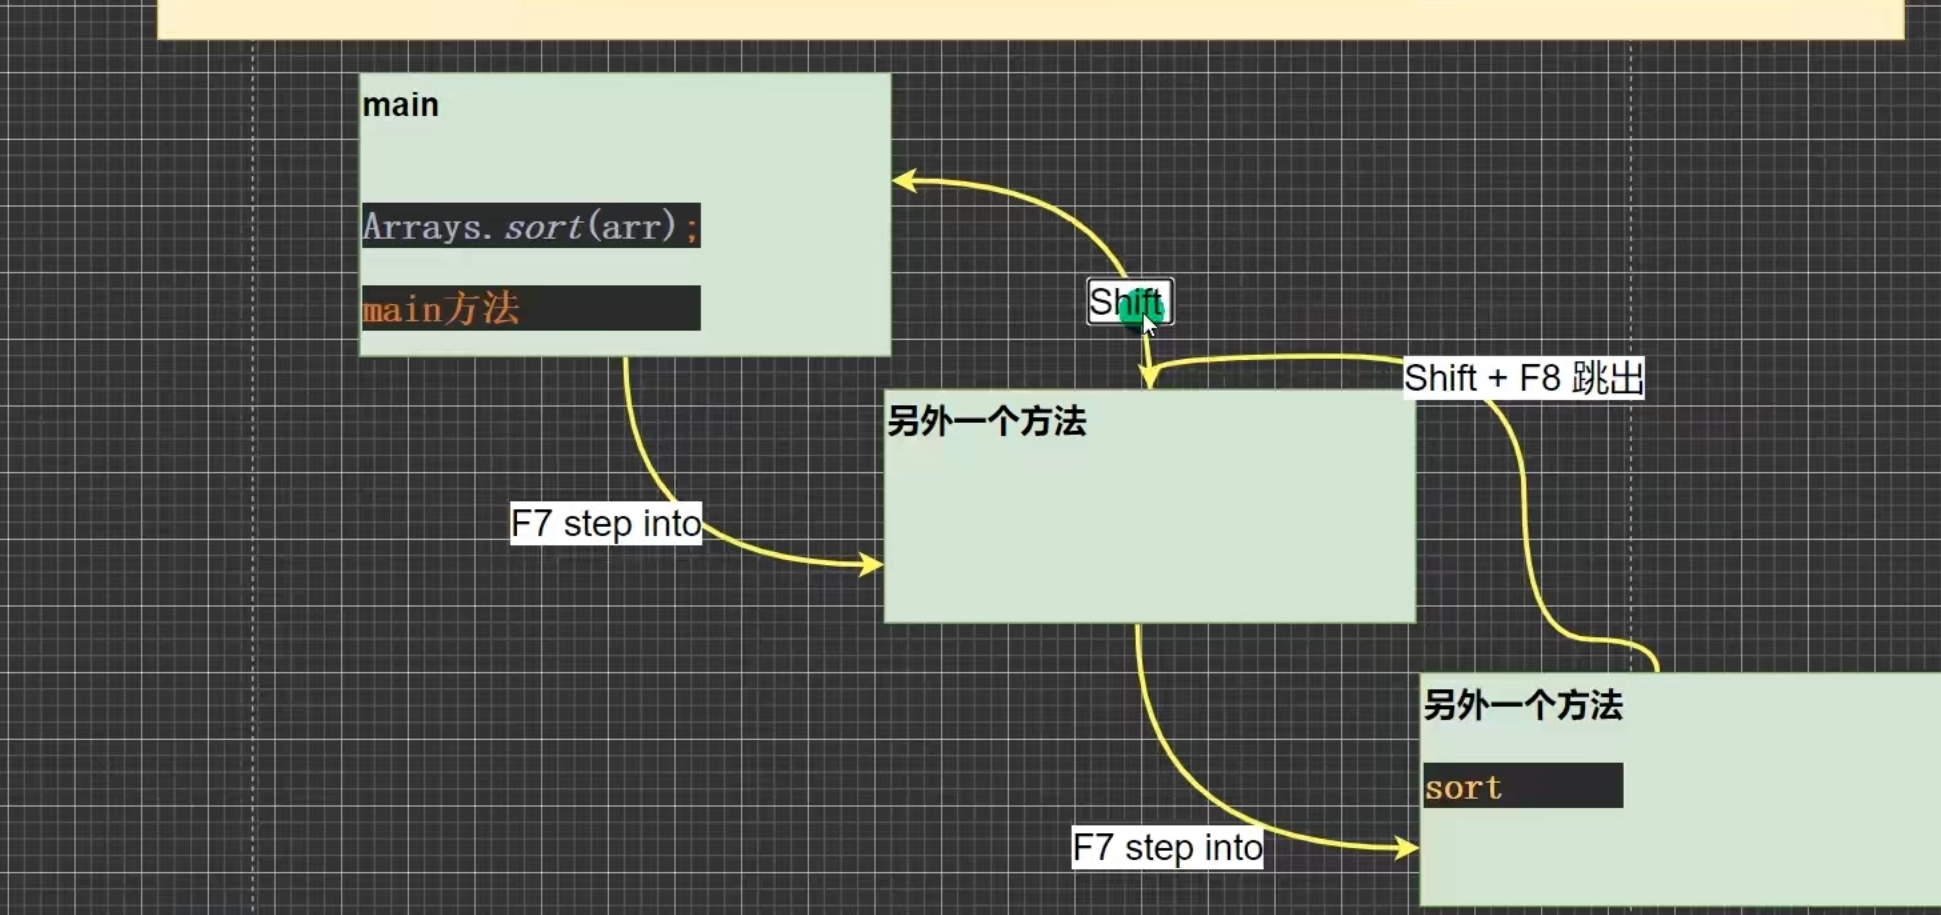 main
Arrays.sort(arr);
main方法
Shift
Shift + F8 跳出
另外一个方法
F7 step into
另外一个方法
sort
F7 step into